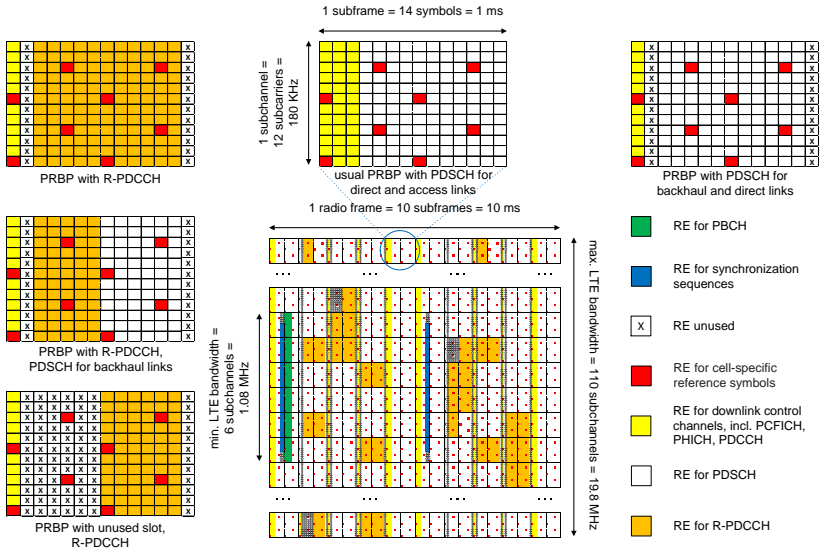 1 subframe = 14 symbols = 1 ms
1 subchannel =
12 subcarriers =
180 KHz
PRBP with R-PDCCH
usual PRBP with PDSCH for
direct and access links
PRBP with PDSCH for
backhaul and direct links
1 radio frame = 10 subframes = 10 ms
PRBP with R-PDCCH,
PDSCH for backhaul links
PRBP with unused slot,
R-PDCCH
min. LTE bandwidth =
6 subchannels =
1.08 MHz
max. LTE bandwidth = 110 subchannels = 19.8 MHz
RE for PBCH
RE for synchronization
sequences
X
RE unused
RE for cell-specific
reference symbols
RE for downlink control
channels, incl. PCFICH,
PHICH, PDCCH
RE for PDSCH
RE for R-PDCCH